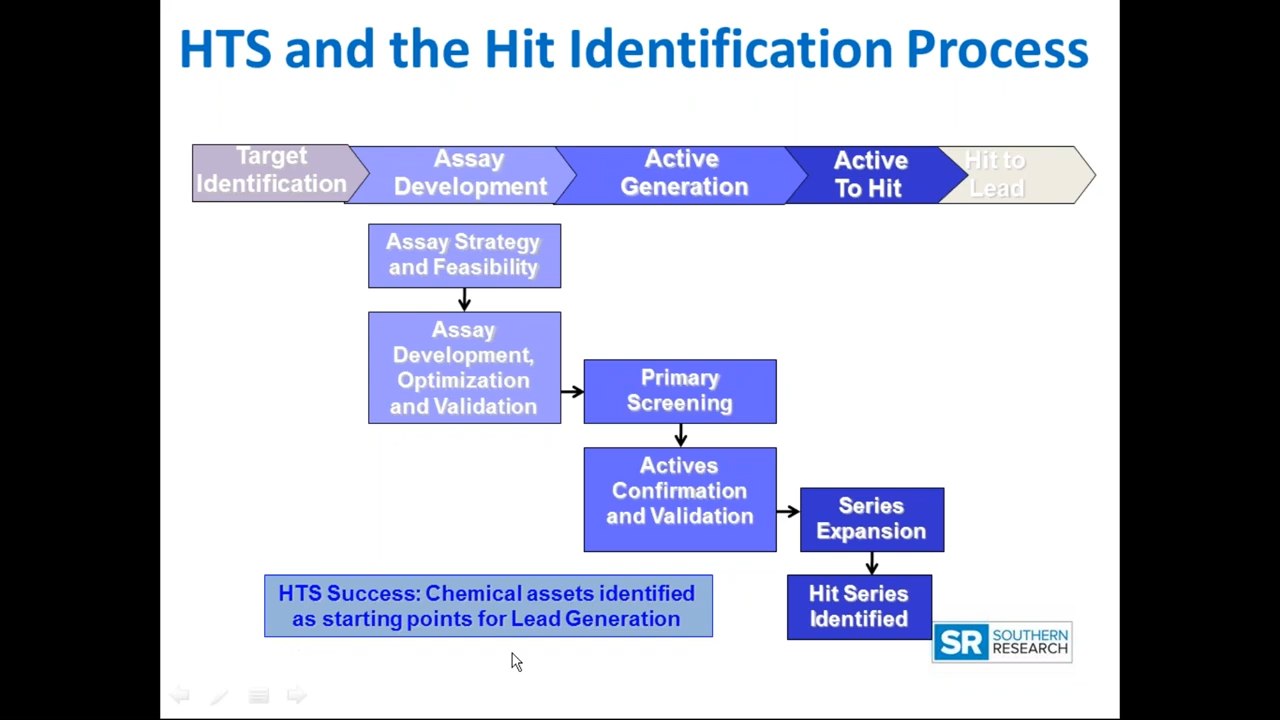 HTS and the Hit Identification Process
Target
Identification
Assay
Development
Active
Generation
Active
To Hit
Hit to
Lead
Assay Strategy
and Feasibility
Assay
Development,
Optimization
and Validation
Primary
Screening
Actives
Confirmation
and Validation
Series
Expansion
Hit Series
Identified
HTS Success: Chemical assets identified
as starting points for Lead Generation
SR SOUTHERN
RESEARCH